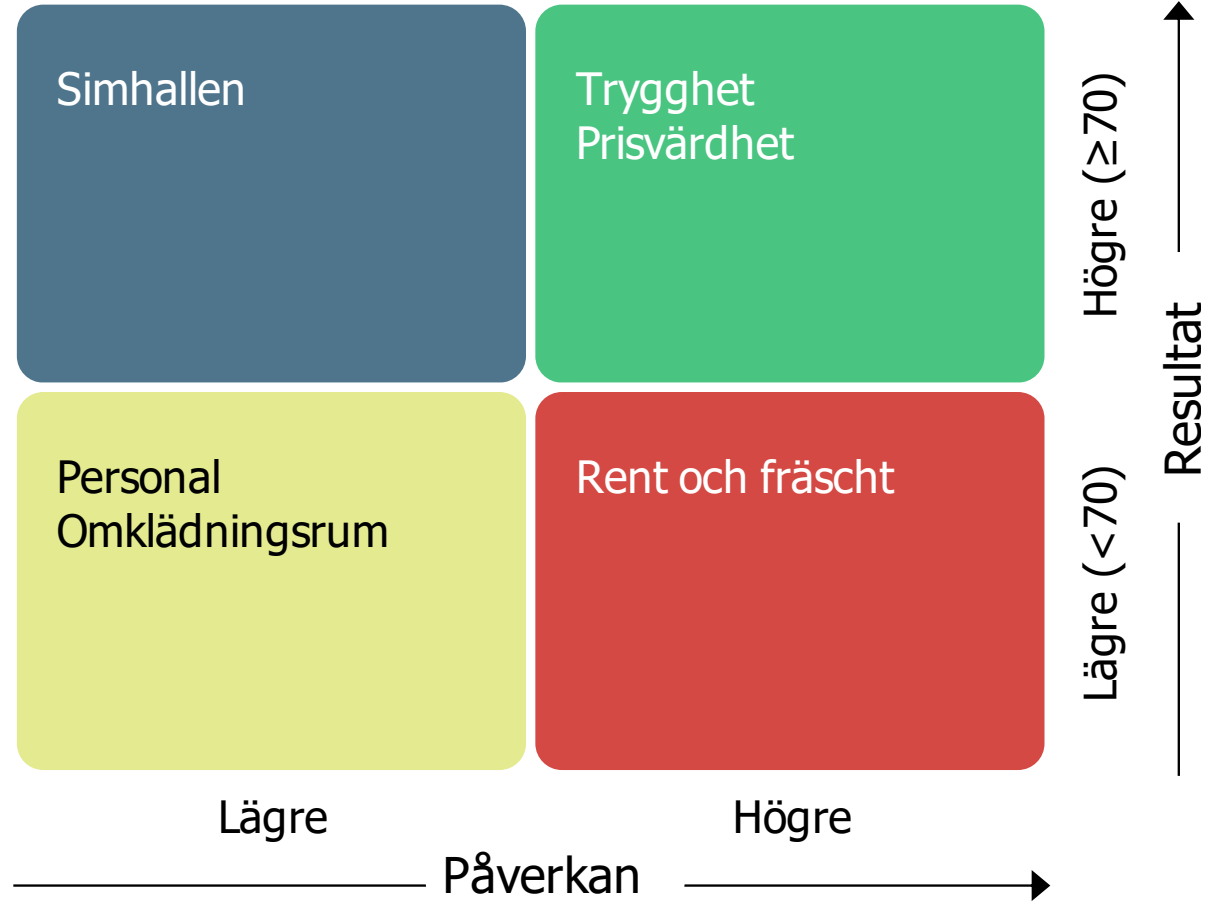 Simhallen
Trygghet
Prisvärdhet
Högre (≥70)
Resultat
Personal
Omklädningsrum
Rent och fräscht
Lägre (<70)
Lägre
Högre
Påverkan